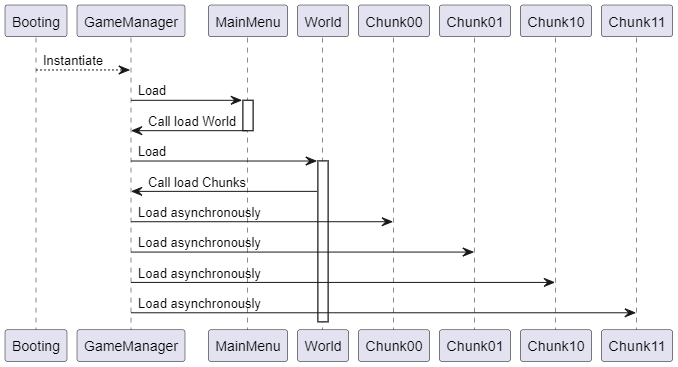 Booting GameManager MainMenu World Chunk00 Chunk01 Chunk10 Chunk11
Instantiate
Load
Call load World
Load
Call load Chunks
Load asynchronously
Load asynchronously
Load asynchronously
Load asynchronously
Booting GameManager MainMenu World Chunk00 Chunk01 Chunk10 Chunk11